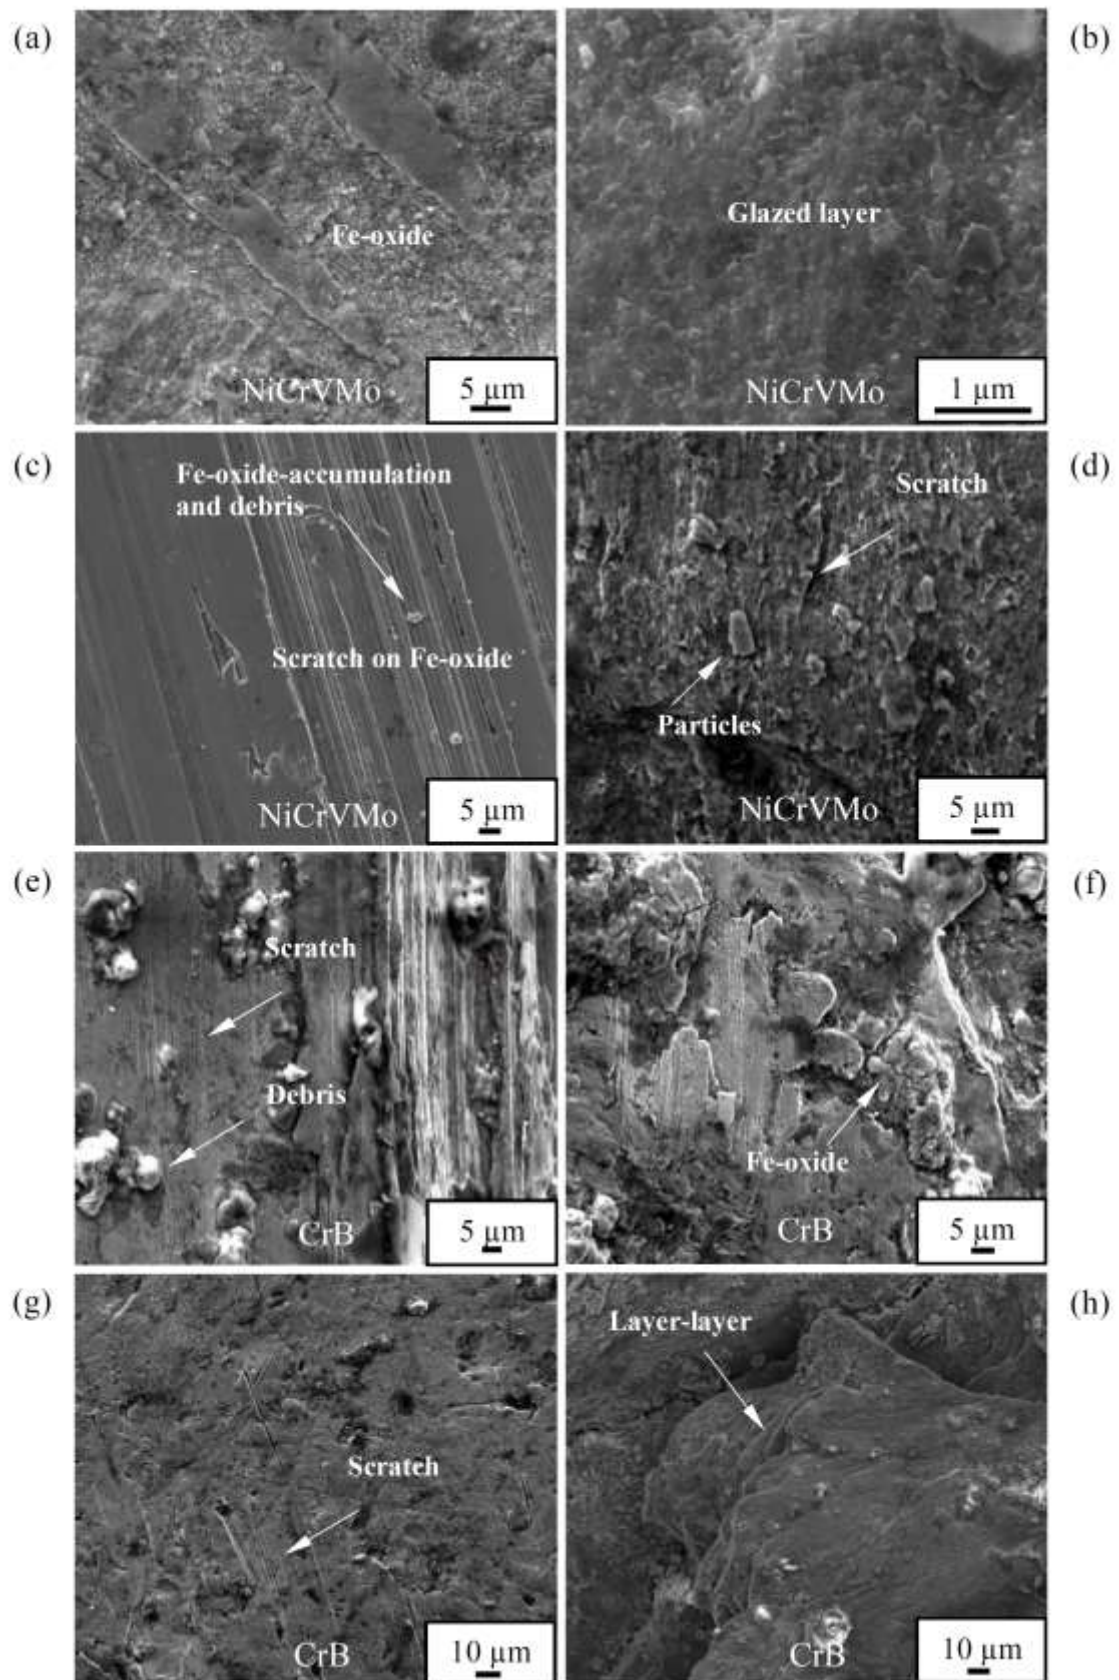 (a)
Fe-oxide
NiCrVMo
5 µm
(b)
Glazed layer
NiCrVMo
1 µm
(c)
Fe-oxide-accumulation
and debris
Scratch on Fe-oxide
NiCrVMo
5 µm
(d)
Scratch
Particles
NiCrVMo
5 µm
(e)
Scratch
Debris
CrB
5 µm
(f)
Fe-oxide
CrB
5 µm
(g)
Scratch
CrB
10 µm
(h)
Layer-layer
CrB
10 µm